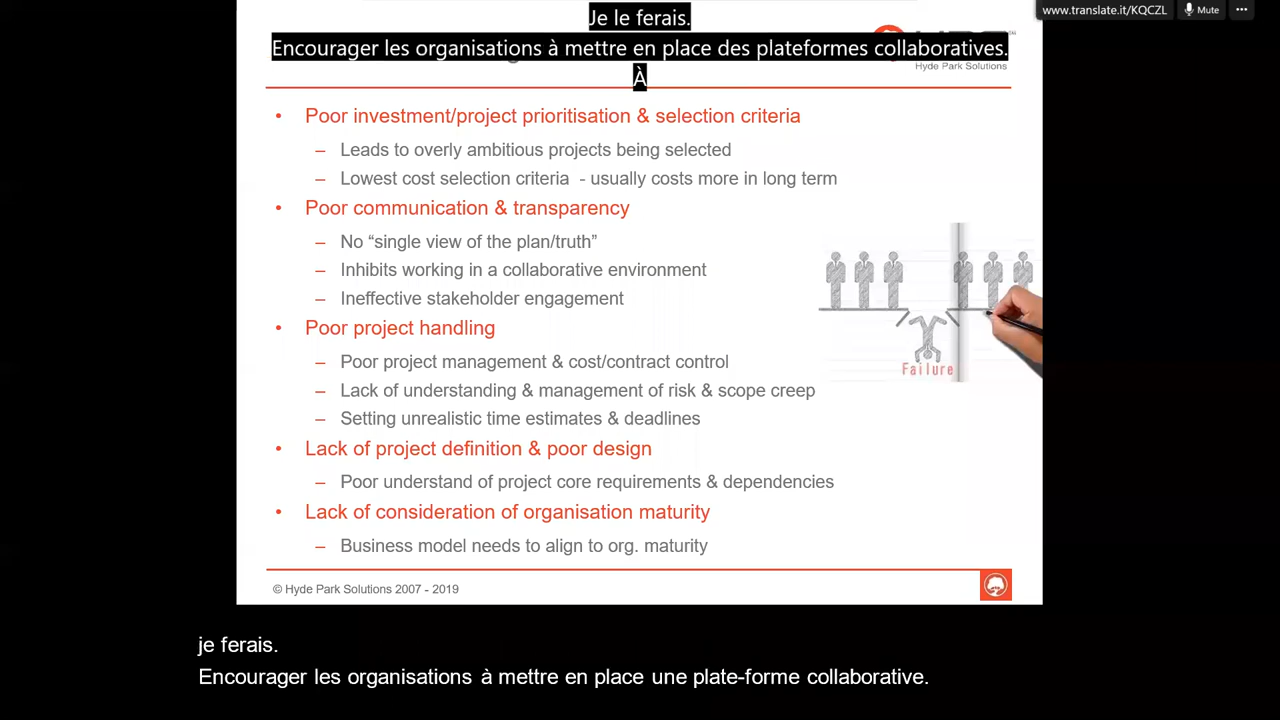 Je le ferais.
www.translate.it/KQCZL Mute
Encourager les organisations à mettre en place des plateformes collaboratives.
Hyde Park Solutions
À
• Poor investment/project prioritisation & selection criteria
– Leads to overly ambitious projects being selected
– Lowest cost selection criteria - usually costs more in long term
• Poor communication & transparency
– No “single view of the plan/truth”
– Inhibits working in a collaborative environment
– Ineffective stakeholder engagement
• Poor project handling
– Poor project management & cost/contract control
– Lack of understanding & management of risk & scope creep
– Setting unrealistic time estimates & deadlines
Failure
• Lack of project definition & poor design
– Poor understand of project core requirements & dependencies
• Lack of consideration of organisation maturity
– Business model needs to align to org. maturity
© Hyde Park Solutions 2007 - 2019
je ferais.
Encourager les organisations à mettre en place une plate-forme collaborative.